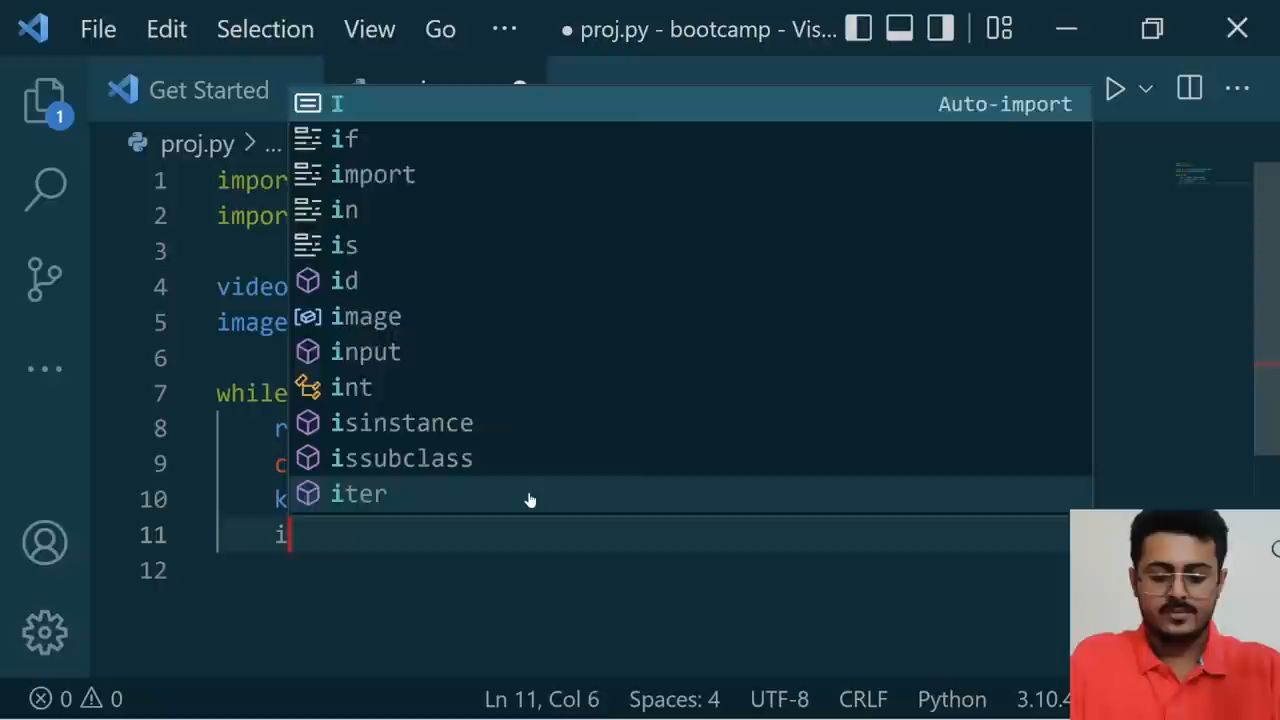 File Edit Selection View Go ··· ● proj.py - bootcamp - Vis...
1
Get Started
I Auto-import
proj.py > ...
if
import
in
is
id
image
input
int
isinstance
issubclass
iter
1 impor
2 impor
3
4 video
5 image
6
7 while
8 r
9 c
10 k
11 i
12
0 0 Ln 11, Col 6 Spaces: 4 UTF-8 CRLF Python 3.10.4